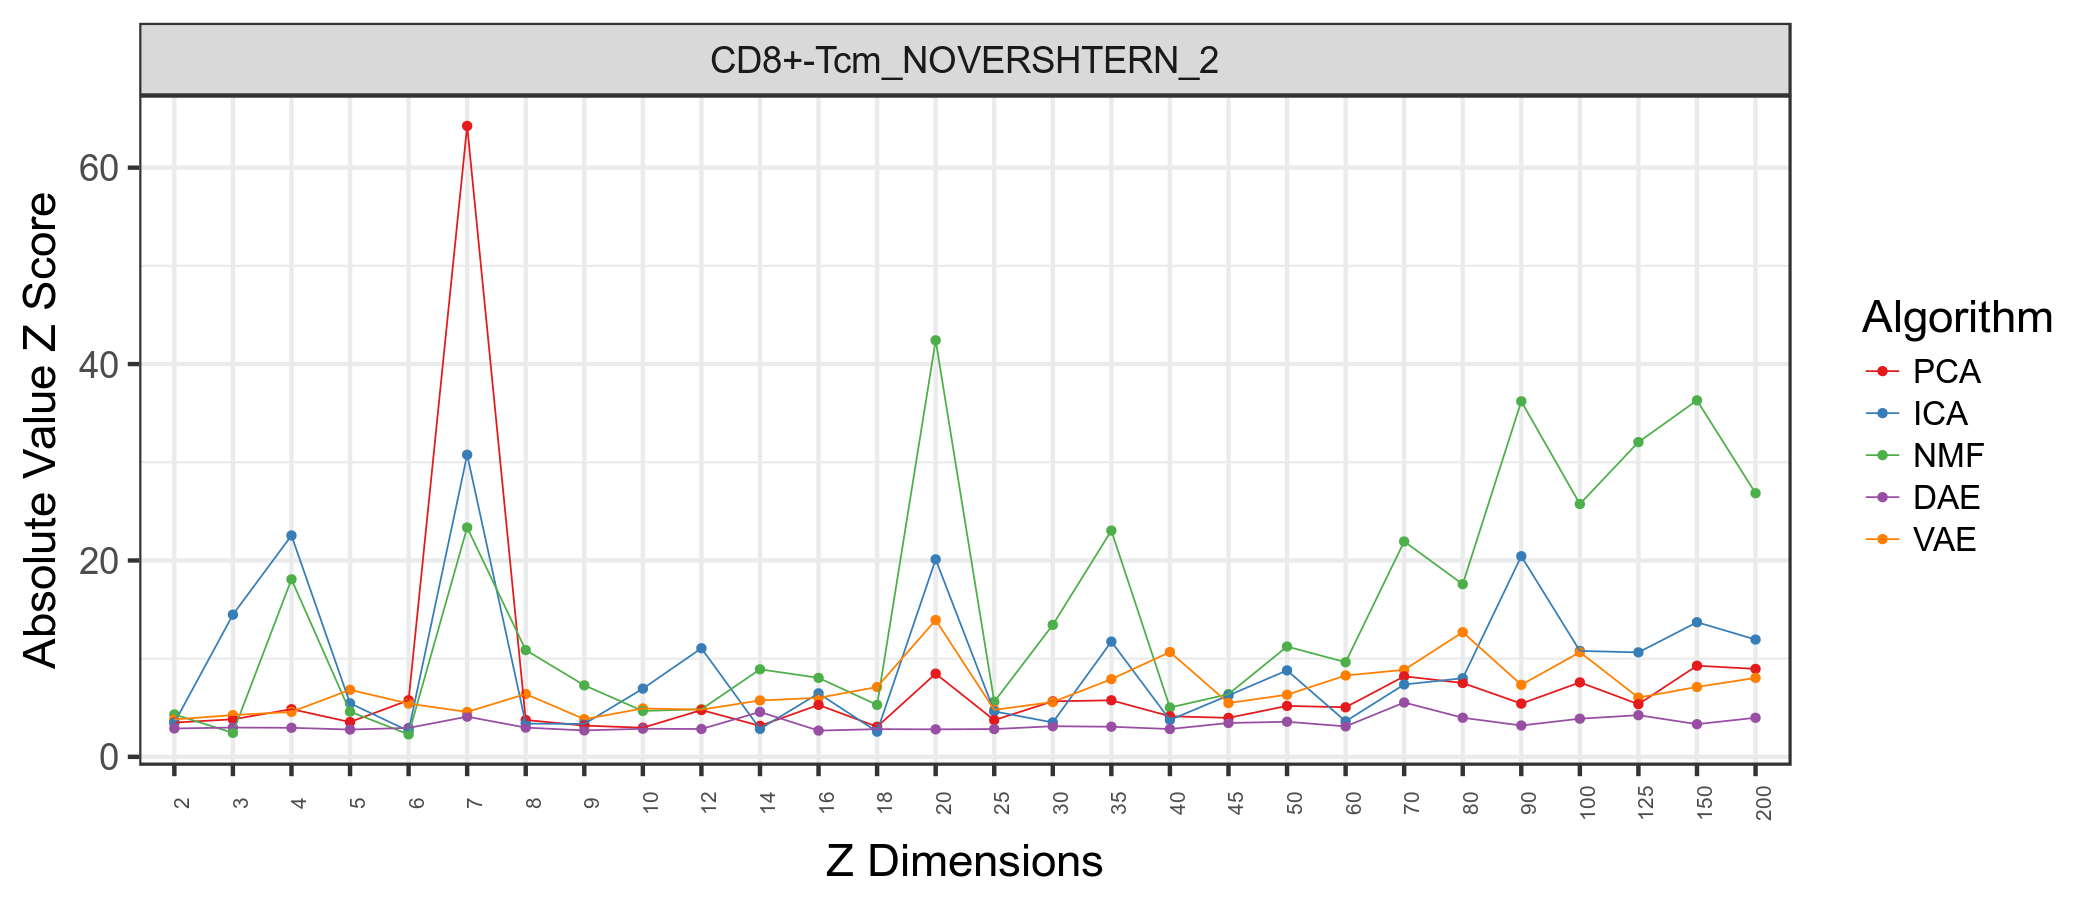 CD8+-Tcm_NOVERSHTERN_2
Absolute Value Z Score
60
40
20
0
2 3 4 5 6 7 8 9 10 12 14 16 18 20 25 30 35 40 45 50 60 70 80 90 100 125 150 200
Z Dimensions
Algorithm
PCA
ICA
NMF
DAE
VAE